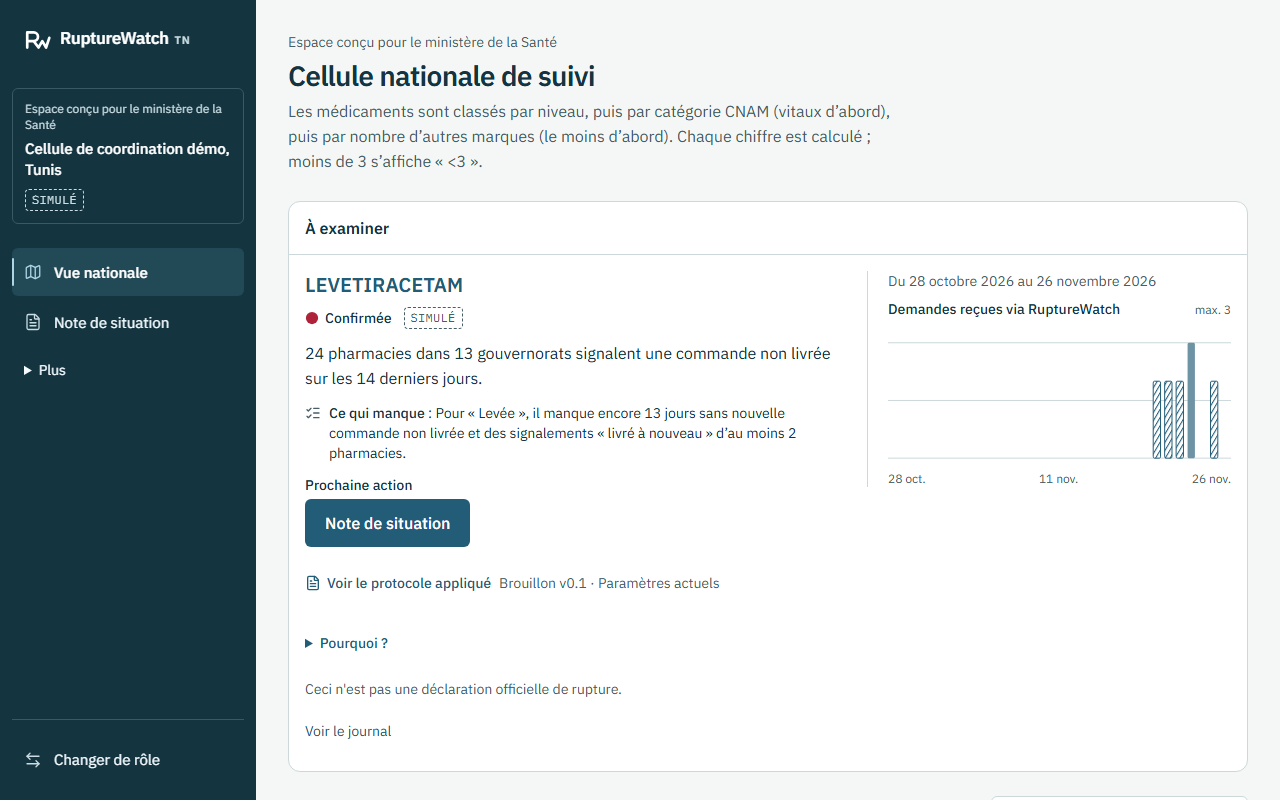 RuptureWatch TN
Espace conçu pour le ministère de la
Santé
Cellule de coordination démo,
Tunis
SIMULÉ
Vue nationale
Note de situation
Plus
Changer de rôle
Espace conçu pour le ministère de la Santé
Cellule nationale de suivi
Les médicaments sont classés par niveau, puis par catégorie CNAM (vitaux d’abord),
puis par nombre d’autres marques (le moins d’abord). Chaque chiffre est calculé ;
moins de 3 s’affiche « <3 ».
À examiner
LEVETIRACETAM
Confirmée SIMULÉ
24 pharmacies dans 13 gouvernorats signalent une commande non livrée
sur les 14 derniers jours.
Ce qui manque : Pour « Levée », il manque encore 13 jours sans nouvelle
commande non livrée et des signalements « livré à nouveau » d’au moins 2
pharmacies.
Prochaine action
Note de situation
Voir le protocole appliqué Brouillon v0.1 · Paramètres actuels
Pourquoi ?
Ceci n'est pas une déclaration officielle de rupture.
Voir le journal
Du 28 octobre 2026 au 26 novembre 2026
Demandes reçues via RuptureWatch max. 3
28 oct. 11 nov. 26 nov.